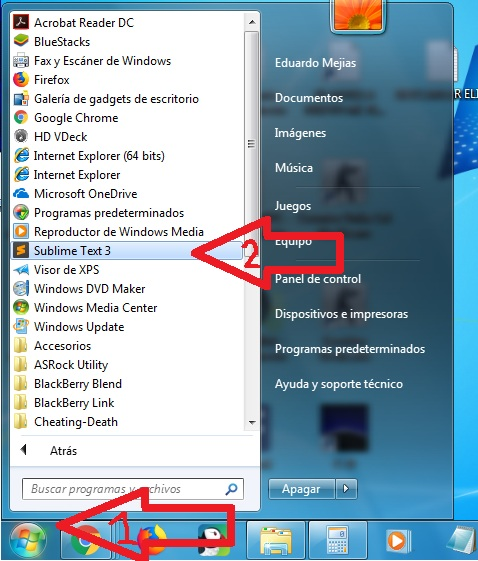 Acrobat Reader DC
BlueStacks
Fax y Escáner de Windows
Firefox
Galería de gadgets de escritorio
Google Chrome
HD VDeck
Internet Explorer (64 bits)
Internet Explorer
Microsoft OneDrive
Programas predeterminados
Reproductor de Windows Media
Sublime Text 3
Visor de XPS
Windows DVD Maker
Windows Media Center
Windows Update
Accesorios
ASRock Utility
BlackBerry Blend
BlackBerry Link
Cheating-Death
Atrás
Buscar programas y archivos
Eduardo Mejias
Documentos
Imágenes
Música
Juegos
Equipo
Panel de control
Dispositivos e impresoras
Programas predeterminados
Ayuda y soporte técnico
Apagar
2
1